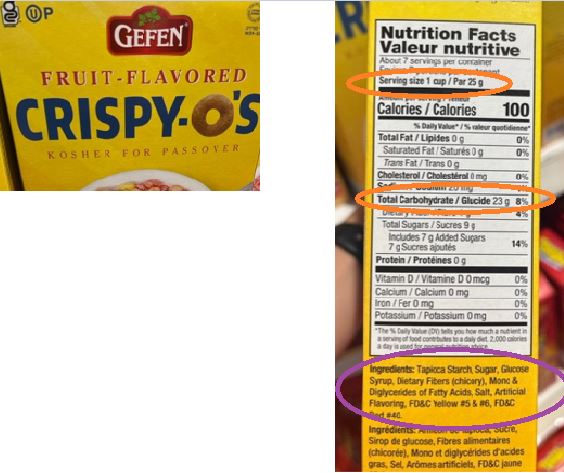 U P
GEFEN
FRUIT-FLAVORED
CRISPY-O'S
KOSHER FOR PASSOVER
Nutrition Facts
Valeur nutritive
About 7 servings per container
Serving size 1 cup / Par 25 g
Calories / Calories 100
% Daily Value* / % valeur quotidienne*
Total Fat / Lipides 0 g 0%
Saturated Fat / Saturés 0 g 0%
Trans Fat / Trans 0 g
Cholesterol / Cholestérol 0 mg 0%
Total Carbohydrate / Glucide 23 g 8%
4%
Total Sugars / Sucres 9 g
Includes 7 g Added Sugars 14%
7 g Sucres ajoutés
Protein / Protéines 0 g
Vitamin D / Vitamine D 0 mcg 0%
Calcium / Calcium 0 mg 0%
Iron / Fer 0 mg 0%
Potassium / Potassium 0 mg 0%
*The % Daily Value (DV) tells you how much a nutrient in
a serving of food contributes to a daily diet. 2,000 calories
a day is used for general nutrition advice.
Ingredients: Tapioca Starch, Sugar, Glucose
Syrup, Dietary Fibers (chicory), Mono &
Diglycerides of Fatty Acids, Salt, Artificial
Flavoring, FD&C Yellow #5 & #6, FD&C
Red #40.
Ingrédients: Amidon de tapioca, Sucre,
Sirop de glucose, Fibres alimentaires
(chicorée), Mono et diglycérides d'acides
gras, Sel, Arômes artificiels, FD&C jaune